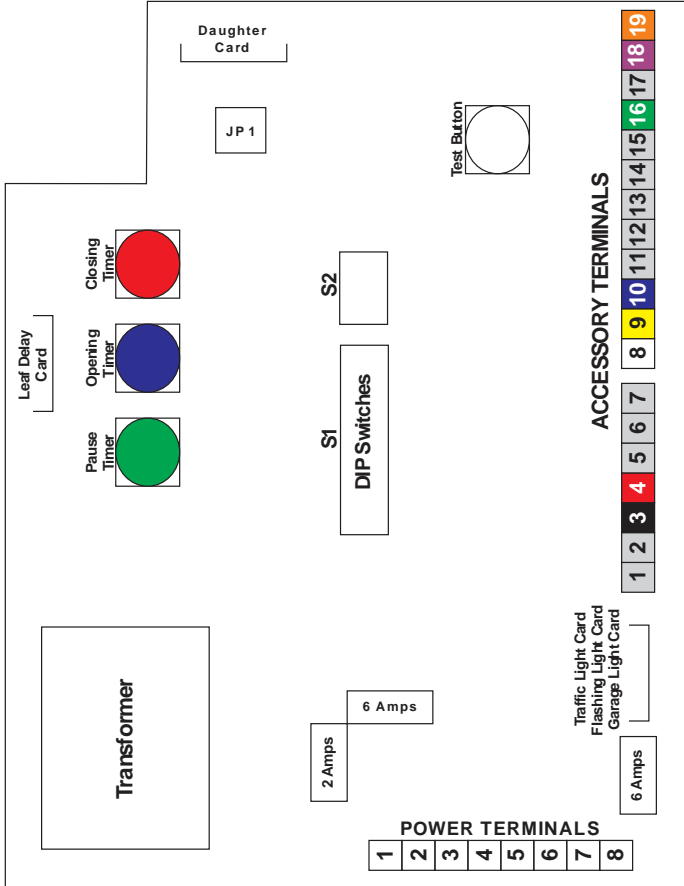 Daughter
Card
JP 1
Test Button
Closing
Timer
Opening
Timer
Pause
Timer
Leaf Delay
Card
S2
S1
DIP Switches
ACCESSORY TERMINALS
19
18
17
16
15
14
13
12
11
10
9
8
7
6
5
4
3
2
1
Transformer
6 Amps
2 Amps
Traffic Light Card
Flashing Light Card
Garage Light Card
6 Amps
POWER TERMINALS
1
2
3
4
5
6
7
8